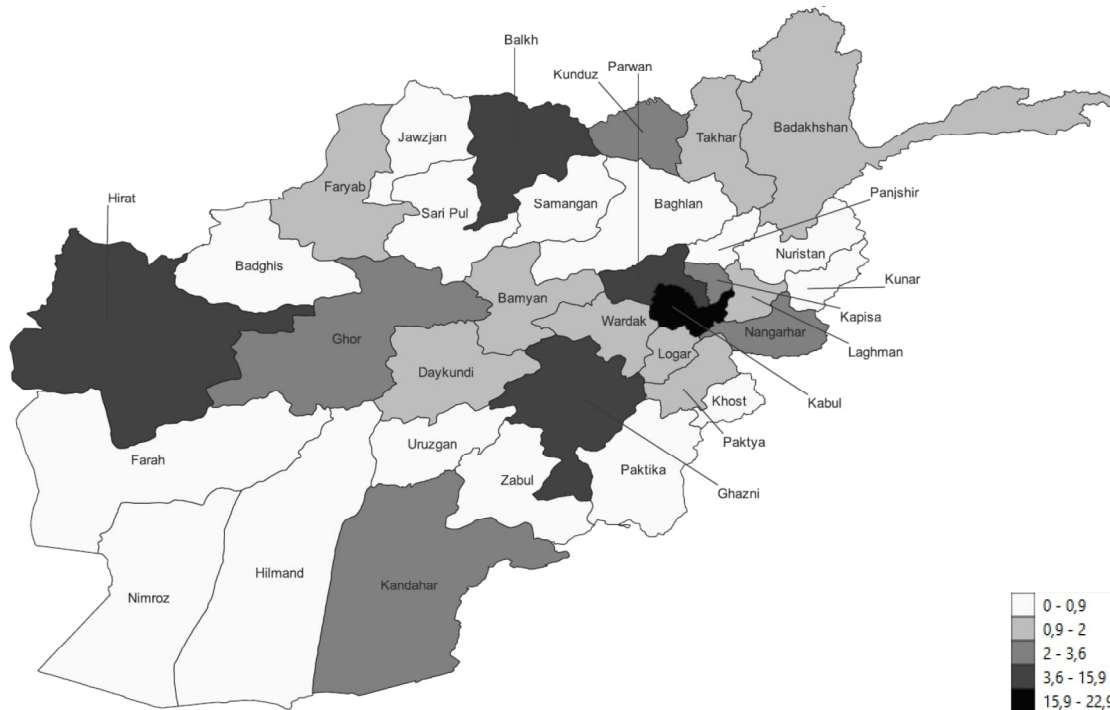 Balkh
Parwan
Kunduz
Jawzjan
Takhar
Badakhshan
Faryab
Hirat
Sari Pul
Samangan
Baghlan
Panjshir
Badghis
Nuristan
Kunar
Bamyan
Kapisa
Ghor
Wardak
Nangarhar
Laghman
Logar
Daykundi
Khost
Kabul
Uruzgan
Paktya
Farah
Zabul
Paktika
Ghazni
Hilmand
Kandahar
Nimroz
0 - 0,9
0,9 - 2
2 - 3,6
3,6 - 15,9
15,9 - 22,9